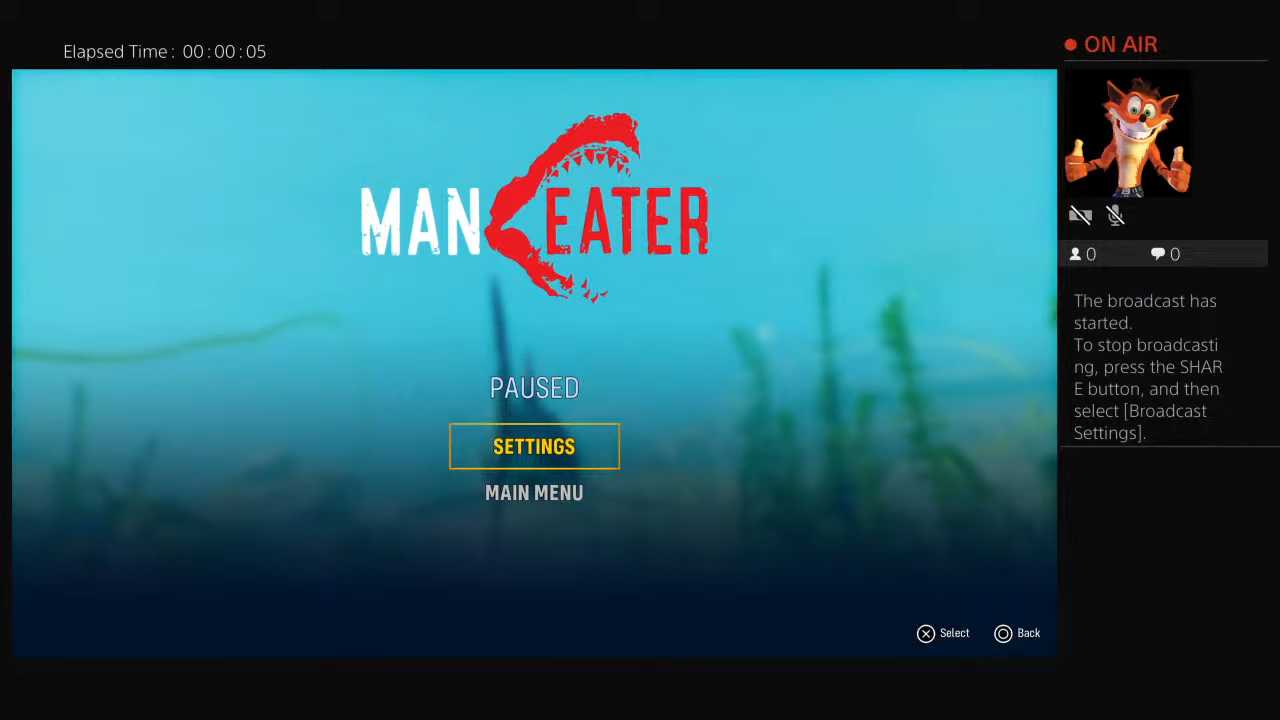 Elapsed Time : 00:00:05
ON AIR
MAN EATER
0 0
The broadcast has
started.
To stop broadcasti
ng, press the SHAR
E button, and then
select [Broadcast
Settings].
PAUSED
SETTINGS
MAIN MENU
Select Back